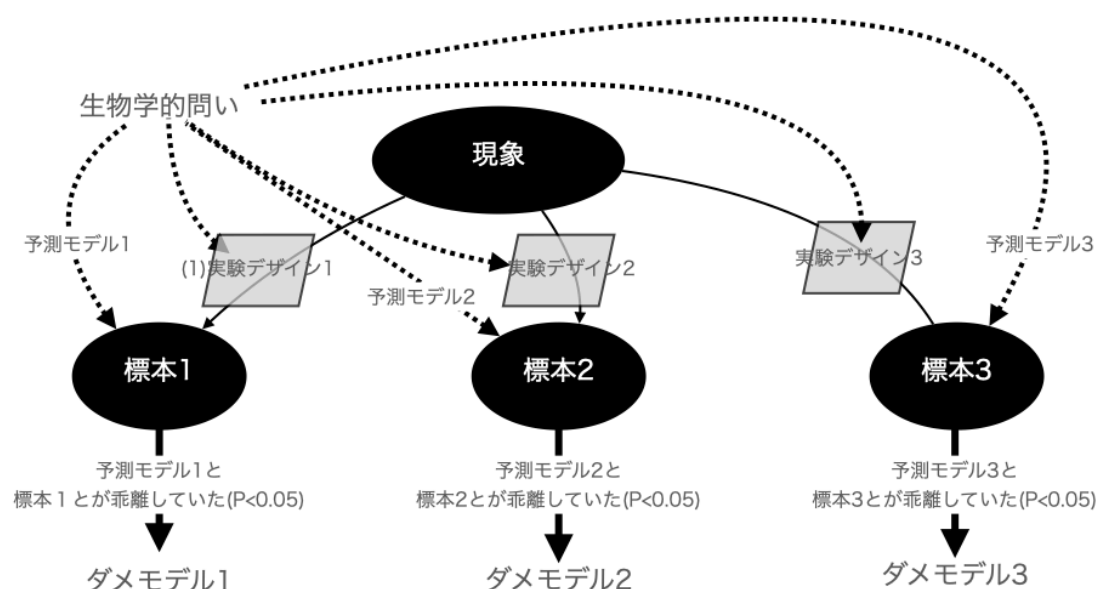 生物学的問い
現象
予測モデル1
(1)実験デザイン1
予測モデル2
実験デザイン2
実験デザイン3
予測モデル3
標本1
標本2
標本3
予測モデル1と
標本１とが乖離していた(P<0.05)
予測モデル2と
標本2とが乖離していた(P<0.05)
予測モデル3と
標本3とが乖離していた(P<0.05)
ダメモデル1
ダメモデル2
ダメモデル3